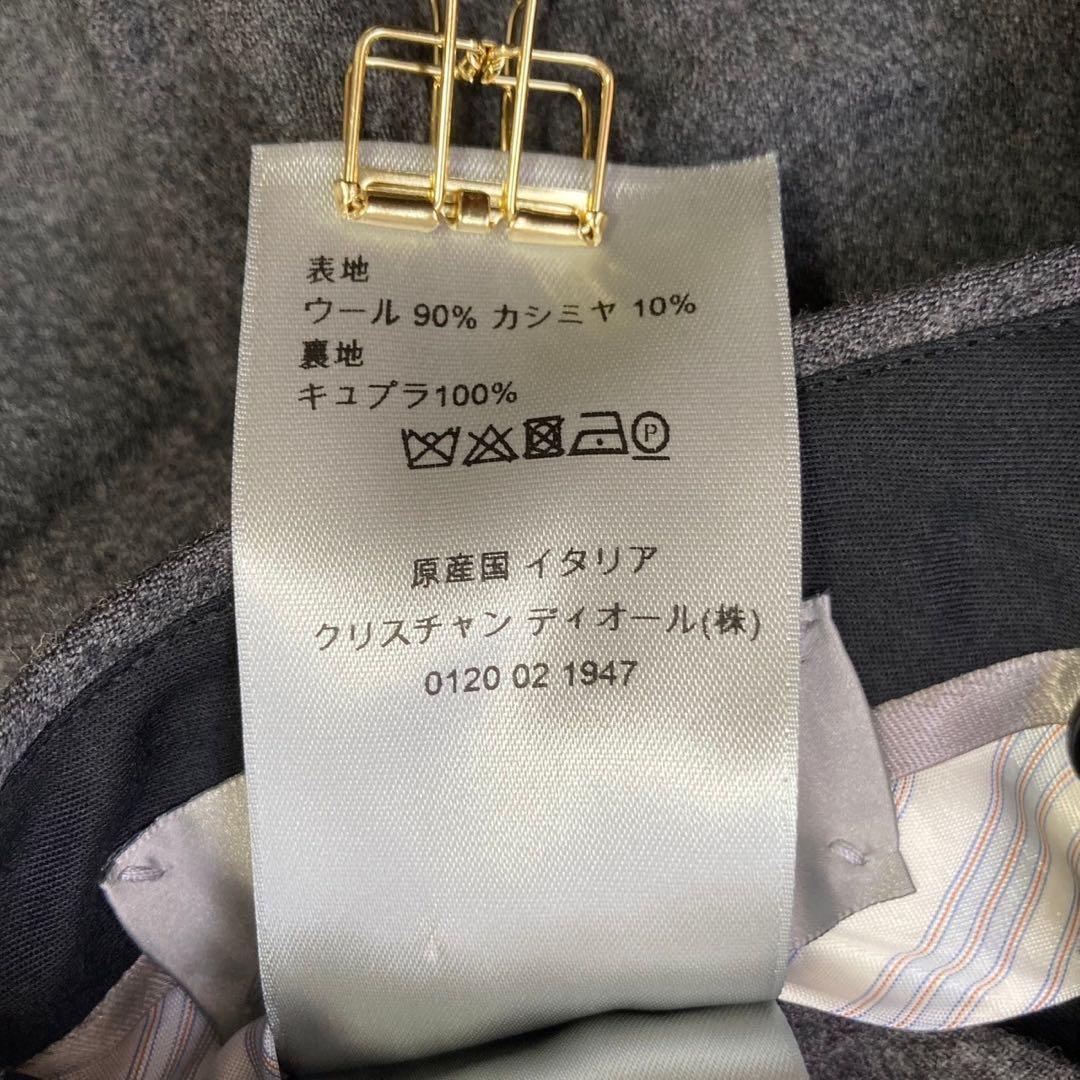 表地
ウール 90% カシミヤ 10%
裏地
キュプラ100%
P
原産国 イタリア
クリスチャン ディオール(株)
0120 02 1947